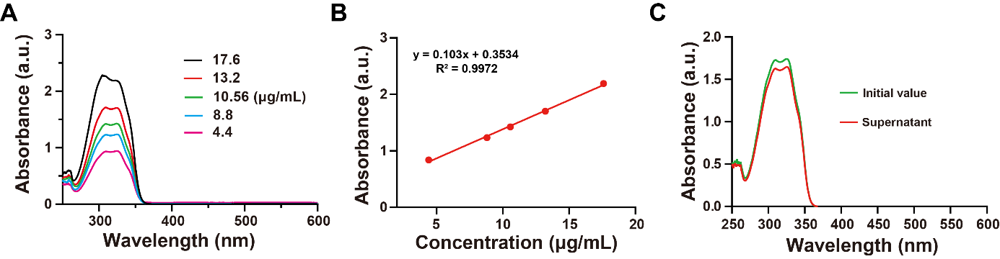 A
Absorbance (a.u.)
3
2
1
0
300
400
500
600
Wavelength (nm)
17.6
13.2
10.56 (μg/mL)
8.8
4.4
B
Absorbance (a.u.)
3
2
1
0
5
10
15
20
Concentration (μg/mL)
y = 0.103x + 0.3534
R² = 0.9972
C
Absorbance (a.u.)
2.0
1.5
1.0
0.5
0.0
250
300
350
400
450
500
550
600
Wavelength (nm)
Initial value
Supernatant